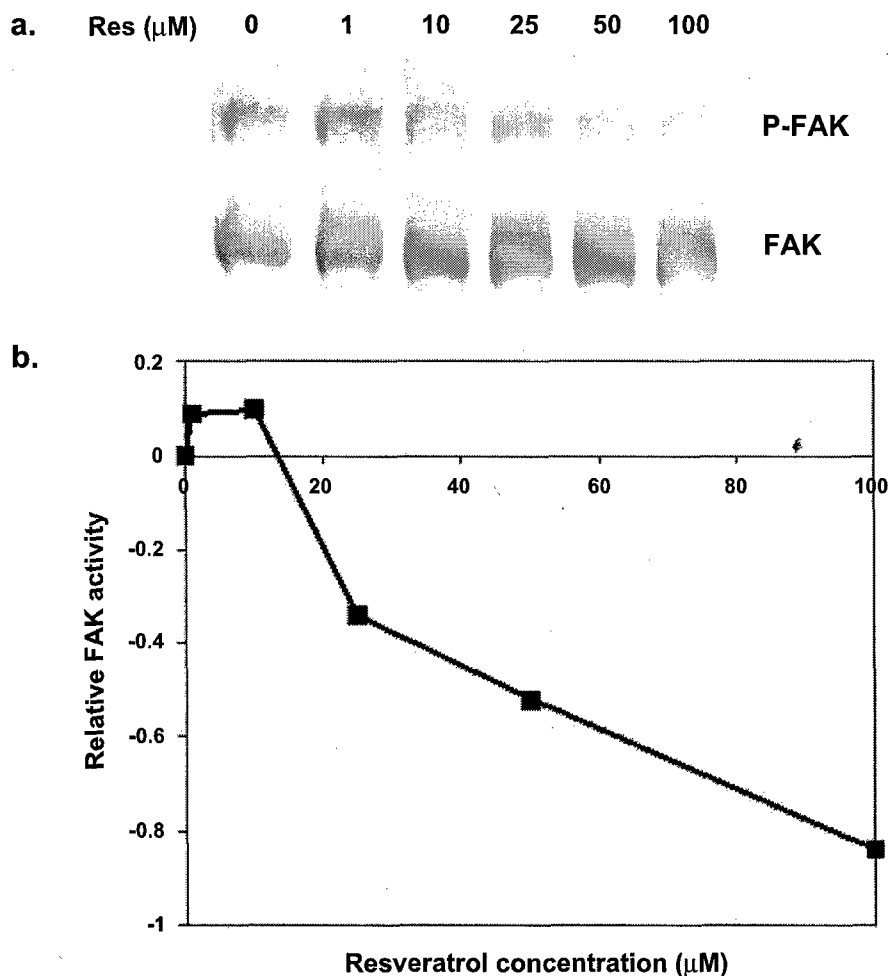 a. Res (μM) 0 1 10 25 50 100
P-FAK
FAK
b.
0.2
0
-0.2
-0.4
-0.6
-0.8
-1
0 20 40 60 80 100
Relative FAK activity
Resveratrol concentration (μM)